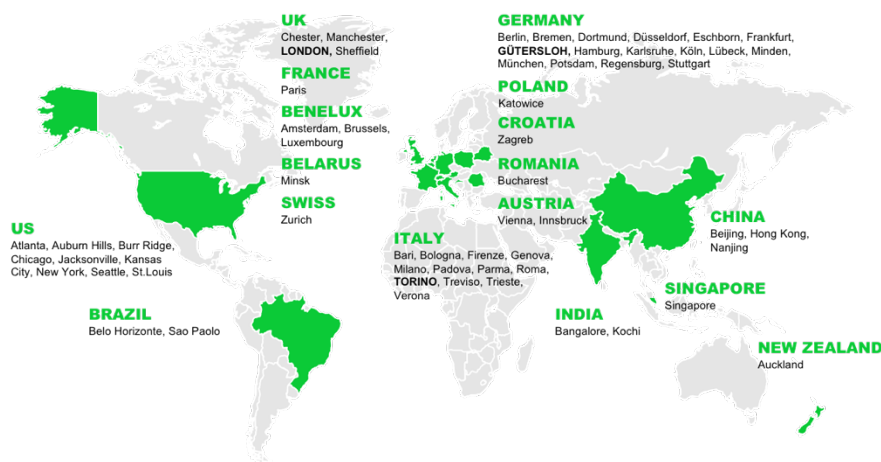 UK
Chester, Manchester,
LONDON, Sheffield
FRANCE
Paris
BENELUX
Amsterdam, Brussels,
Luxembourg
BELARUS
Minsk
SWISS
Zurich
GERMANY
Berlin, Bremen, Dortmund, Düsseldorf, Eschborn, Frankfurt,
GÜTERSLOH, Hamburg, Karlsruhe, Köln, Lübeck, Minden,
München, Potsdam, Regensburg, Stuttgart
POLAND
Katowice
CROATIA
Zagreb
ROMANIA
Bucharest
AUSTRIA
Vienna, Innsbruck
US
Atlanta, Auburn Hills, Burr Ridge,
Chicago, Jacksonville, Kansas
City, New York, Seattle, St.Louis
ITALY
Bari, Bologna, Firenze, Genova,
Milano, Padova, Parma, Roma,
TORINO, Treviso, Trieste,
Verona
CHINA
Beijing, Hong Kong,
Nanjing
SINGAPORE
Singapore
BRAZIL
Belo Horizonte, Sao Paolo
INDIA
Bangalore, Kochi
NEW ZEALAND
Auckland